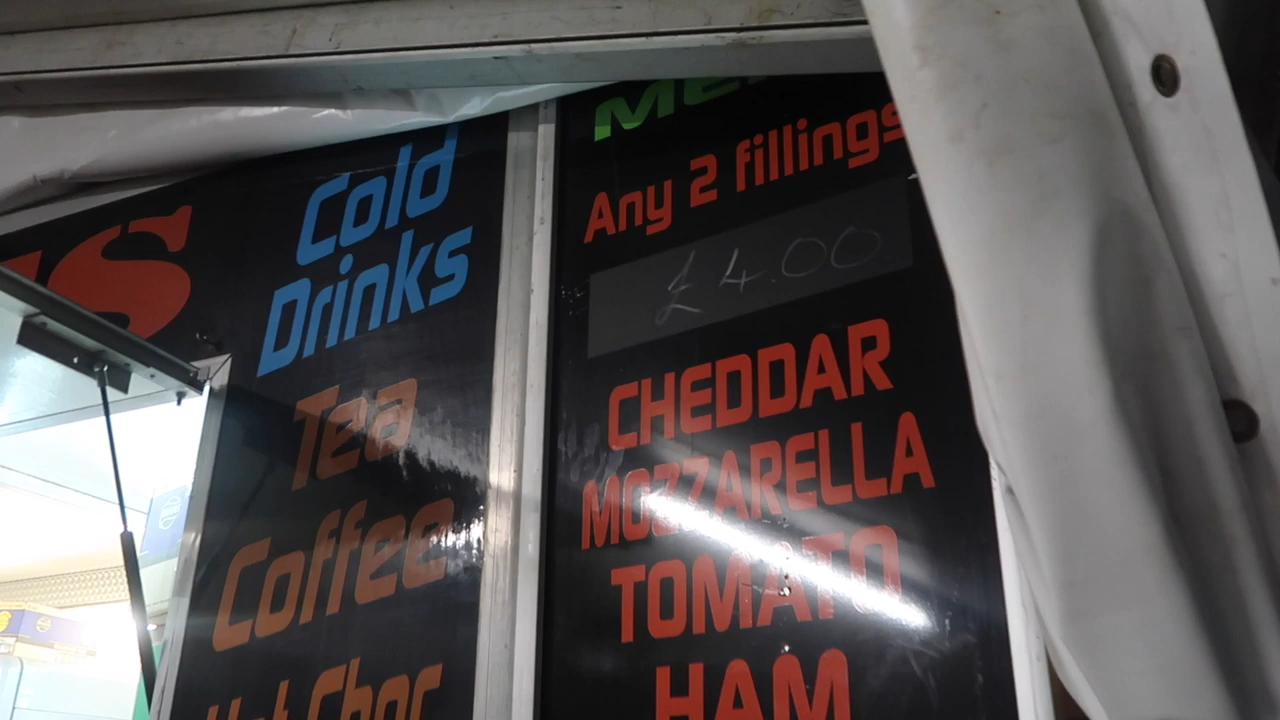 Cold
Drinks
Tea
Coffee
Any 2 fillings
£4.00
CHEDDAR
MOZZARELLA
TOMATO
HAM